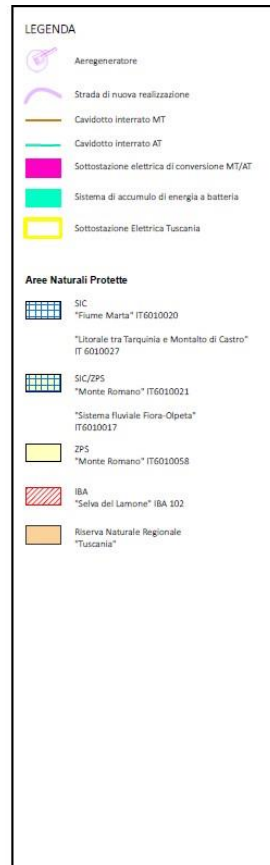 LEGENDA
Aeregeneratore
Strada di nuova realizzazione
Cavidotto interrato MT
Cavidotto interrato AT
Sottostazione elettrica di conversione MT/AT
Sistema di accumulo di energia a batteria
Sottostazione Elettrica Tuscania
Aree Naturali Protette
SIC
"Fiume Marta" IT6010020
"Litorale tra Tarquinia e Montalto di Castro"
IT 6010027
SIC/ZPS
"Monte Romano" IT6010021
"Sistema fluviale Fiora-Olpeta"
IT6010017
ZPS
"Monte Romano" IT6010058
IBA
"Selva del Lamone" IBA 102
Riserva Naturale Regionale
"Tuscania"